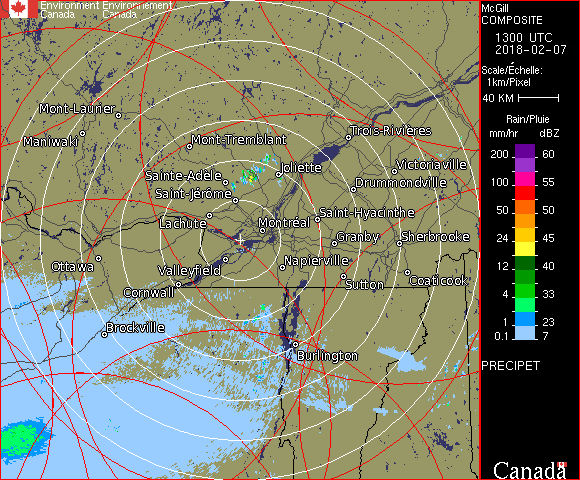 Environment Environnement
Canada Canada
McGill
COMPOSITE
1300 UTC
2018-02-07
Scale/Échelle:
1km/Pixel
40 KM
Rain/Pluie
mm/hr dBZ
200 60
100 55
50 50
24 45
12 40
4 33
1 23
0.1 7
PRECIPET
Canada
Mont-Laurier
Maniwaki
Mont-Tremblant
Trois-Rivières
Sainte-Adèle
Joliette
Victoriaville
Saint-Jérôme
Drummondville
Lachute
Montréal
Saint-Hyacinthe
Ottawa
Granby
Sherbrooke
Valleyfield
Napierville
Cornwall
Sutton
Coaticook
Brockville
Burlington